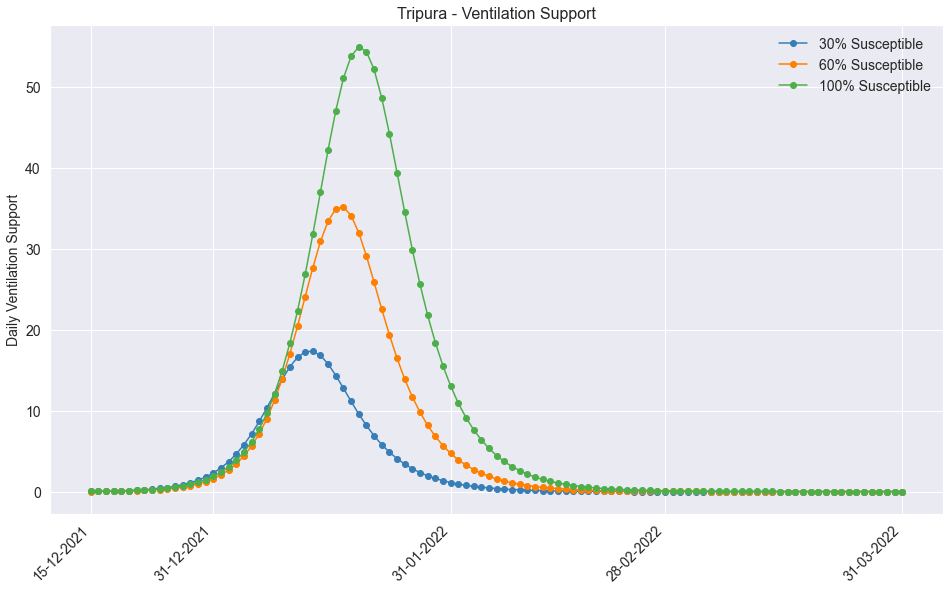 Tripura - Ventilation Support
30% Susceptible
60% Susceptible
100% Susceptible
Daily Ventilation Support
50
40
30
20
10
0
15-12-2021
31-12-2021
31-01-2022
28-02-2022
31-03-2022